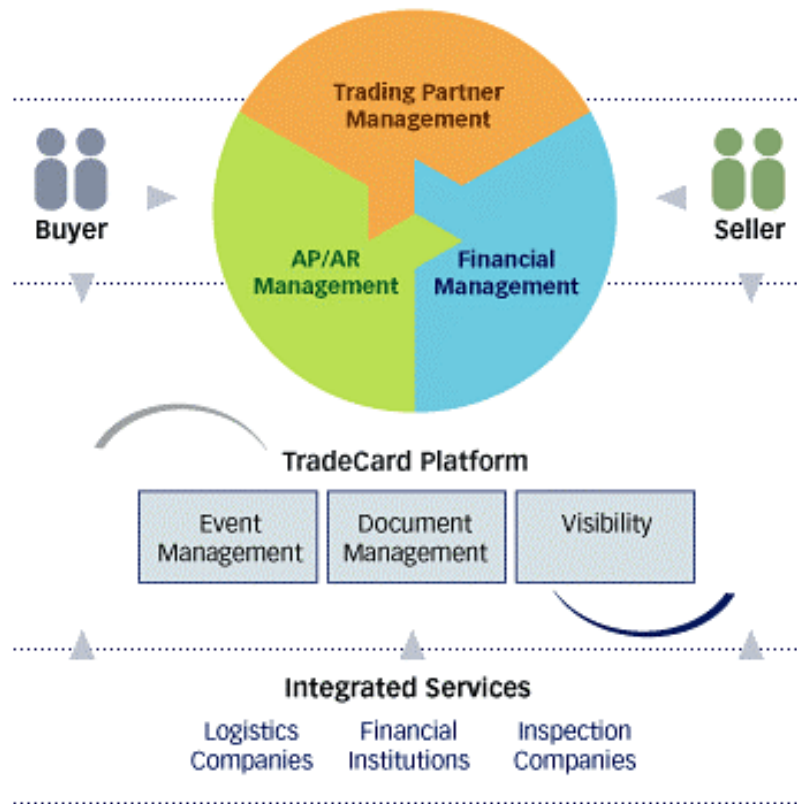 Trading Partner
Management
Buyer
Seller
AP/AR
Management
Financial
Management
TradeCard Platform
Event
Management
Document
Management
Visibility
Integrated Services
Logistics
Companies
Financial
Institutions
Inspection
Companies